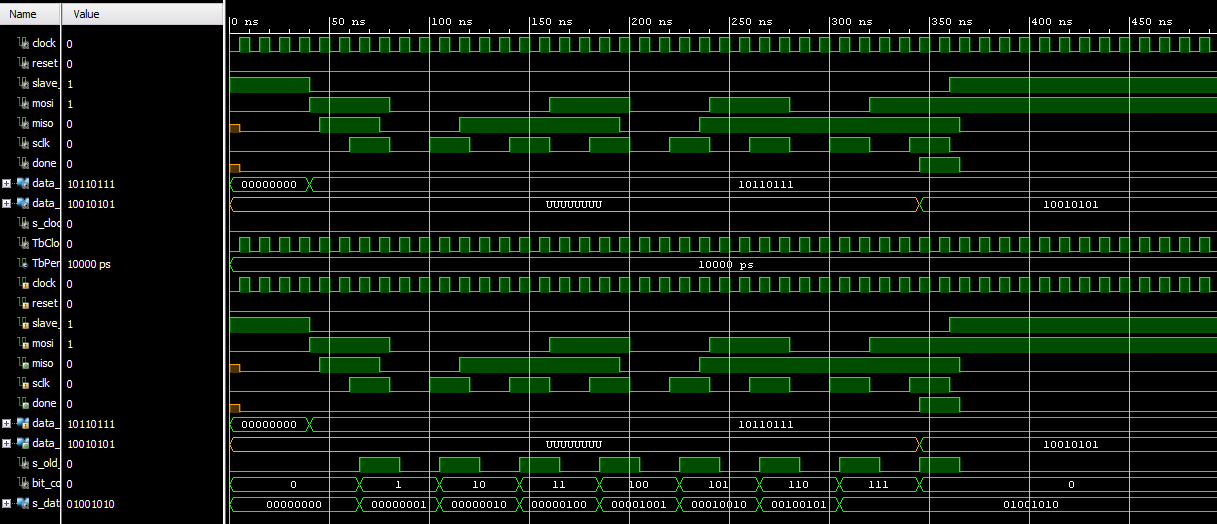 Name Value
0 ns 50 ns 100 ns 150 ns 200 ns 250 ns 300 ns 350 ns 400 ns 450 ns
clock 0
reset 0
slave_ 1
mosi 1
miso 0
sclk 0
done 0
data_ 10110111 00000000 10110111
data_ 10010101 UUUUUUUU 10010101
s_cloc 0
TbClo 0
TbPer 10000 ps 10000 ps
clock 0
reset 0
slave_ 1
mosi 1
miso 0
sclk 0
done 0
data_ 10110111 00000000 10110111
data_ 10010101 UUUUUUUU 10010101
s_old_ 0
bit_co 0 0 1 10 11 100 101 110 111 0
s_dat 01001010 00000000 00000001 00000010 00000100 00001001 00010010 00100101 01001010